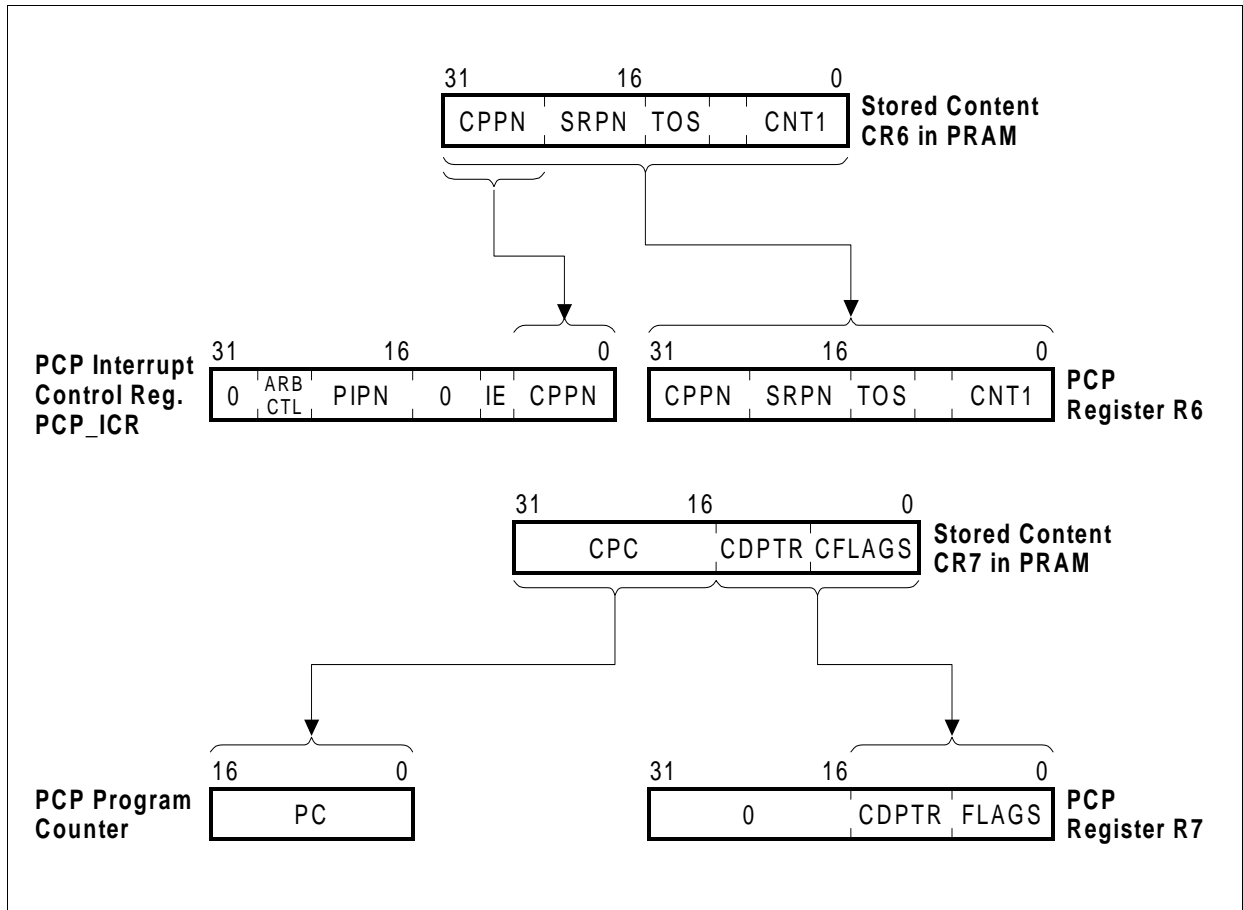 31 16 0
CPPN SRPN TOS CNT1
Stored Content
CR6 in PRAM
PCP Interrupt
Control Reg.
PCP_ICR
31 16 0
0 ARB CTL PIPN 0 IE CPPN
31 16 0
CPPN SRPN TOS CNT1
PCP
Register R6
31 16 0
CPC CDPTR CFLAGS
Stored Content
CR7 in PRAM
PCP Program
Counter
16 0
PC
31 16 0
0 CDPTR FLAGS
PCP
Register R7